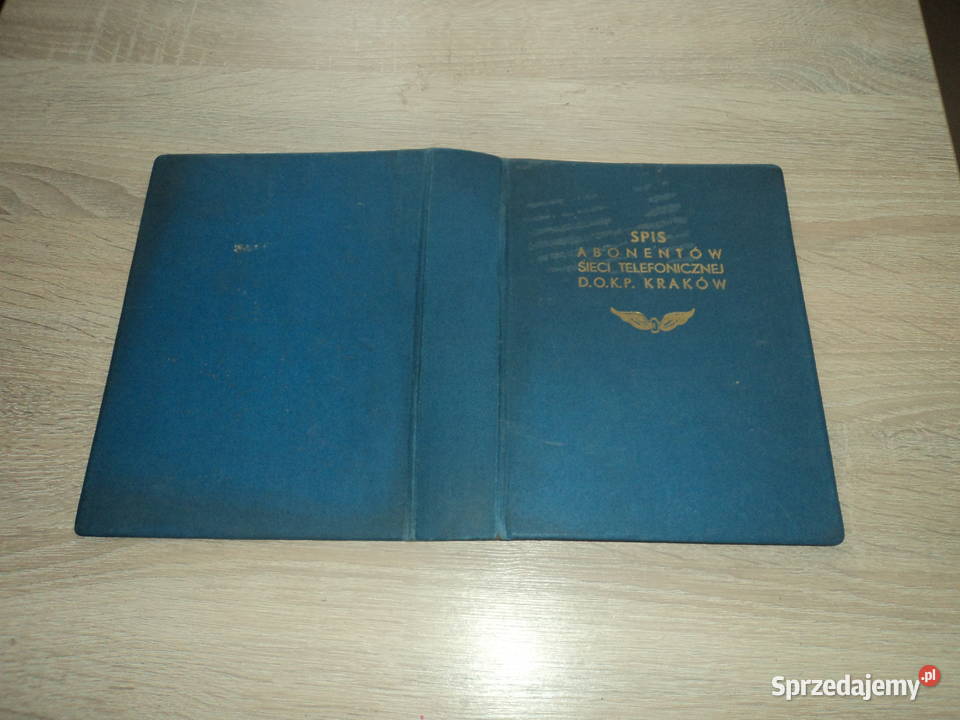 SPIS
ABONENTÓW
SIECI TELEFONICZNEJ
D.O.K.P. KRAKÓW
Sprzedajemy.pl